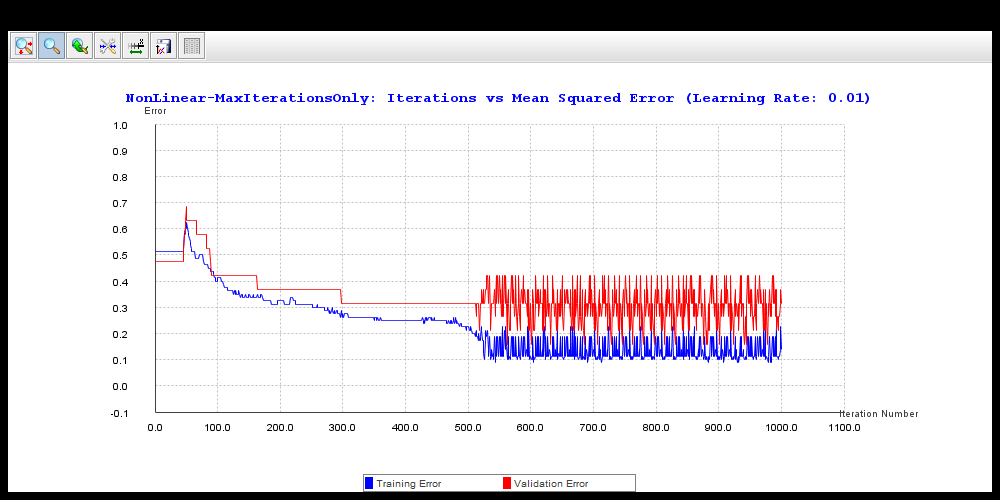 NonLinear-MaxIterationsOnly: Iterations vs Mean Squared Error (Learning Rate: 0.01)
Error
1.0
0.9
0.8
0.7
0.6
0.5
0.4
0.3
0.2
0.1
0.0
-0.1
Iteration Number
0.0 100.0 200.0 300.0 400.0 500.0 600.0 700.0 800.0 900.0 1000.0 1100.0
Training Error Validation Error